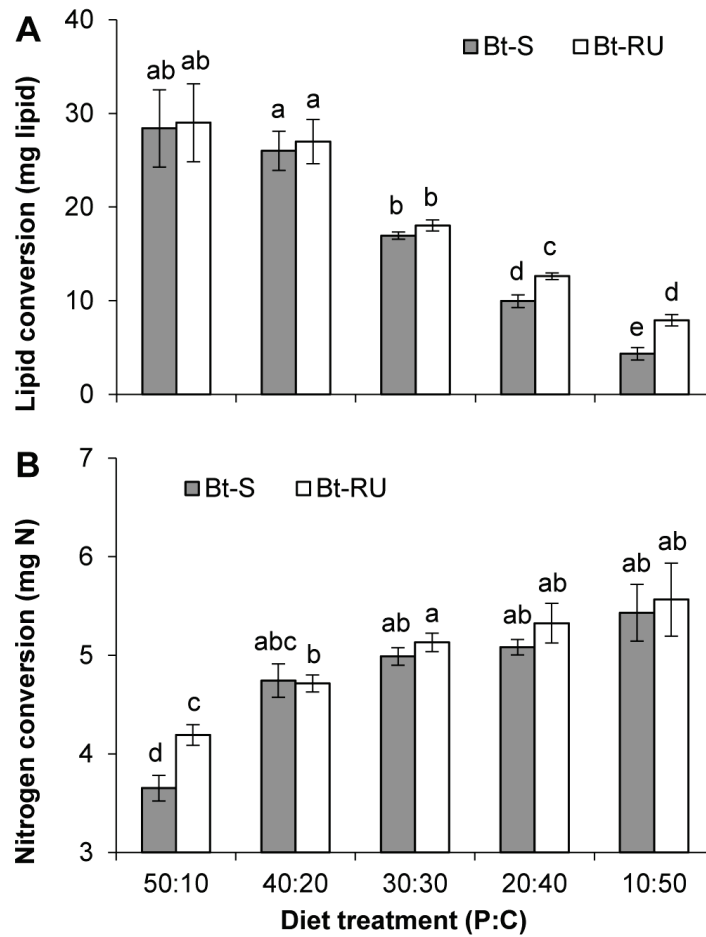 A
Lipid conversion (mg lipid)
40
30
20
10
0
Bt-S Bt-RU
ab ab
a a
b b
d c
e d
B
Nitrogen conversion (mg N)
7
6
5
4
3
Bt-S Bt-RU
d c
abc b
ab a
ab ab
ab ab
50:10 40:20 30:30 20:40 10:50
Diet treatment (P:C)